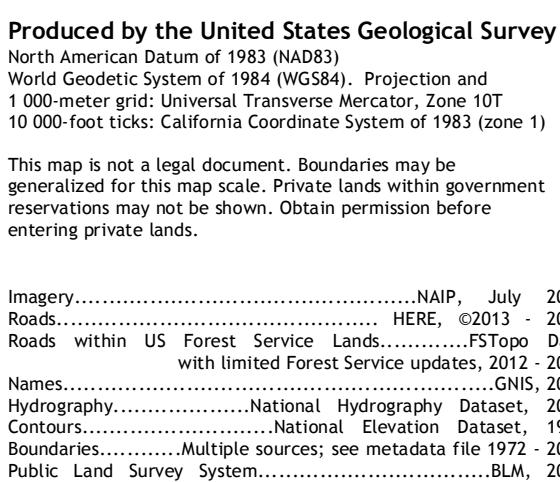 Produced by the United States Geological Survey
North American Datum of 1983 (NAD83)
World Geodetic System of 1984 (WGS84). Projection and
1 000-meter grid: Universal Transverse Mercator, Zone 10T
10 000-foot ticks: California Coordinate System of 1983 (zone 1)
This map is not a legal document. Boundaries may be
generalized for this map scale. Private lands within government
reservations may not be shown. Obtain permission before
entering private lands.
Imagery..........................................NAIP, July
Roads....................................... HERE, ©2013 -
Roads within US Forest Service Lands............FSTopo
with limited Forest Service updates, 2012 -
Names.....................................................GNIS,
Hydrography.................National Hydrography Dataset,
Contours........................National Elevation Dataset,
Boundaries...........Multiple sources; see metadata file 1972 -
Public Land Survey System.............................BLM,